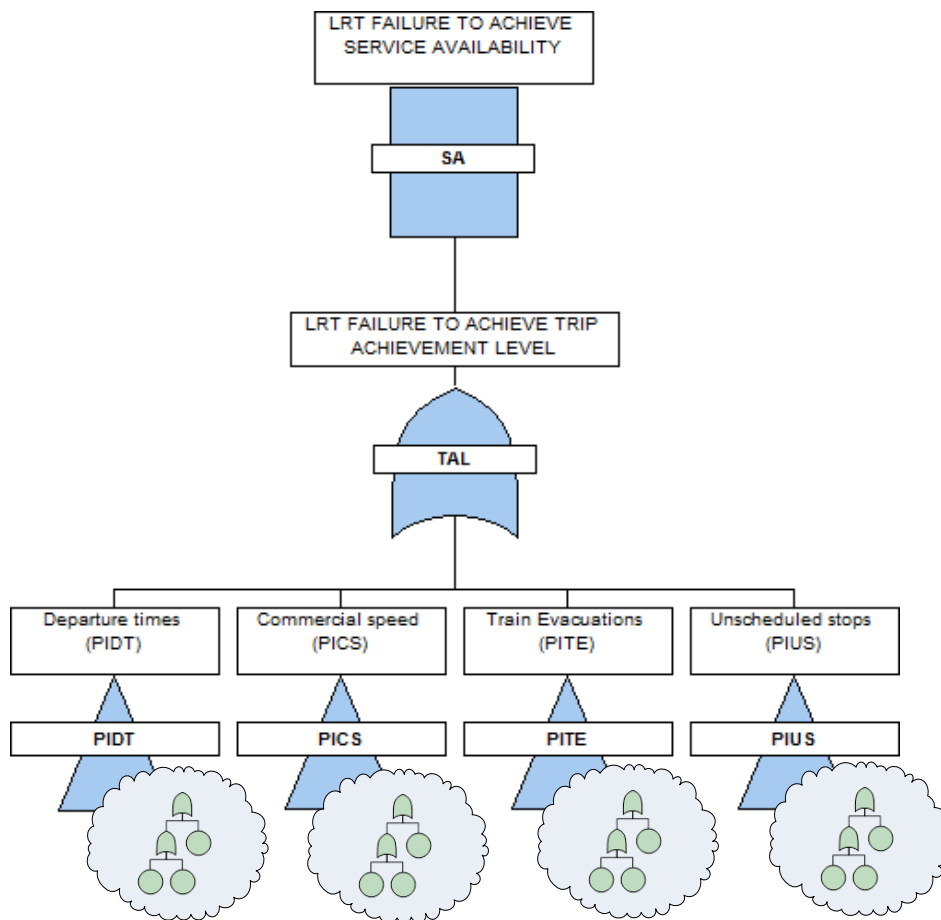 LRT FAILURE TO ACHIEVE
SERVICE AVAILABILITY
SA
LRT FAILURE TO ACHIEVE TRIP
ACHIEVEMENT LEVEL
TAL
Departure times
(PIDT)
Commercial speed
(PICS)
Train Evacuations
(PITE)
Unscheduled stops
(PIUS)
PIDT
PICS
PITE
PIUS